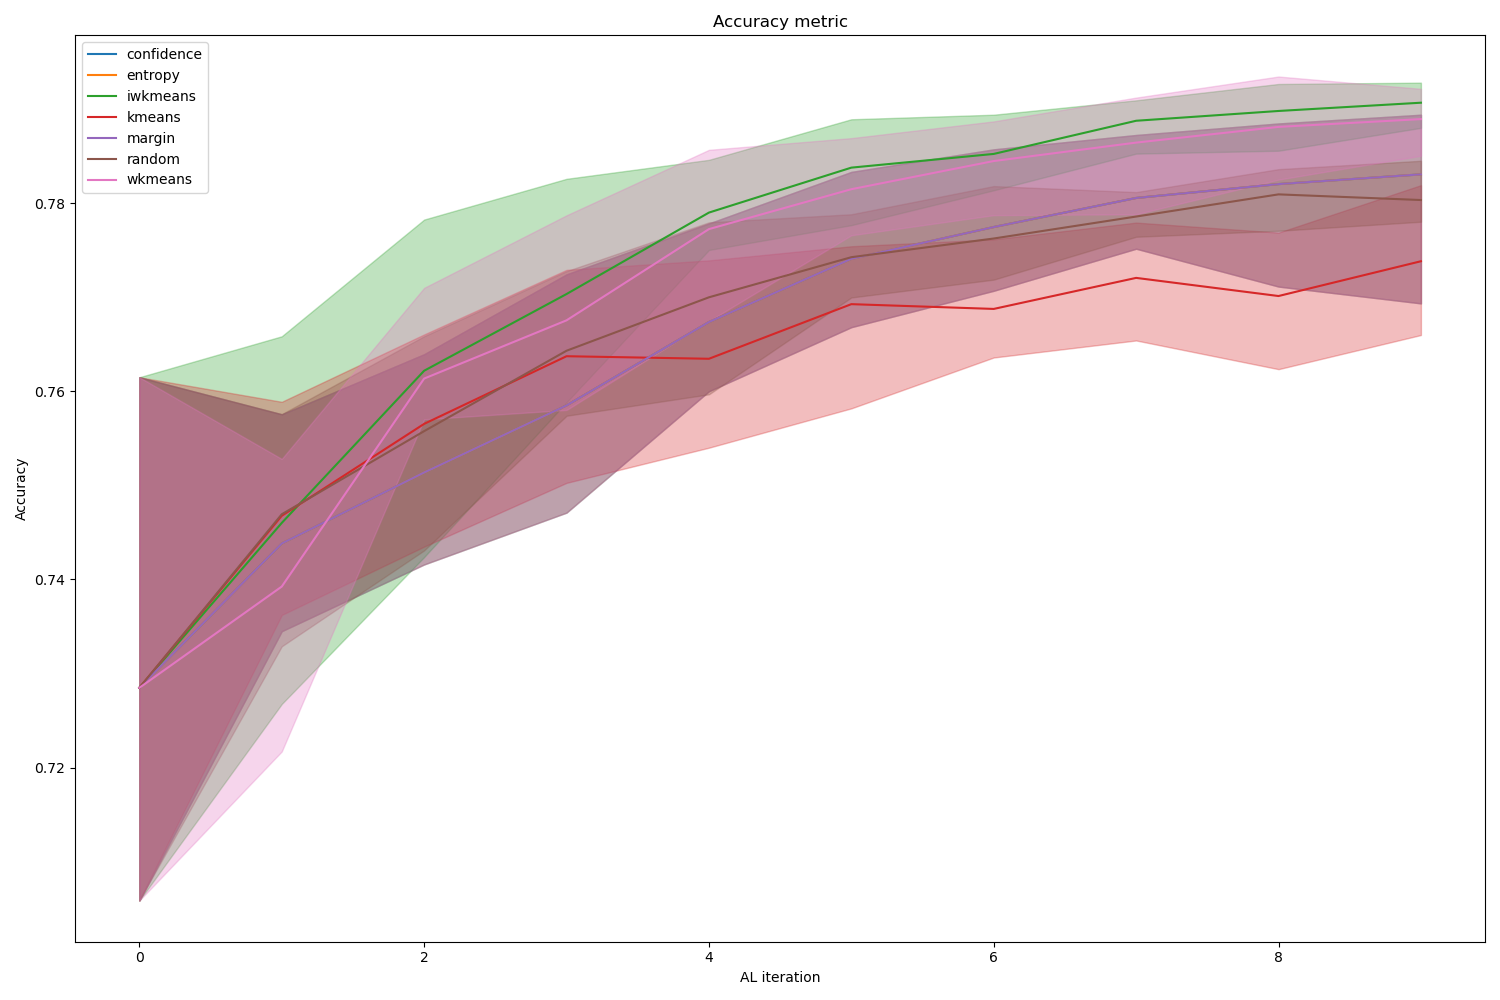 Accuracy metric
confidence
entropy
iwkmeans
kmeans
margin
random
wkmeans
0.78
0.76
0.74
0.72
Accuracy
0 2 4 6 8
AL iteration